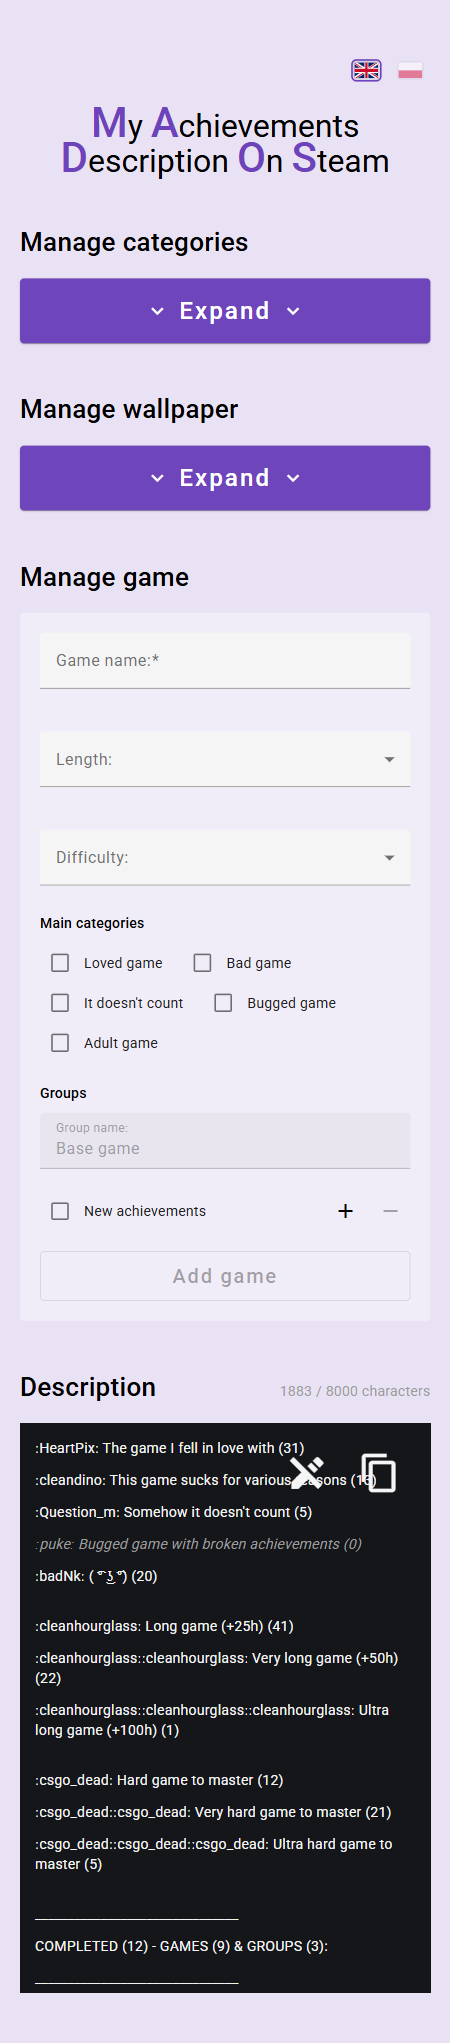 My Achievements
Description On Steam
Manage categories
Expand
Manage wallpaper
Expand
Manage game
Game name:*
Length:
Difficulty:
Main categories
Loved game
Bad game
It doesn't count
Bugged game
Adult game
Groups
Group name:
Base game
New achievements
Add game
Description
1883 / 8000 characters
:HeartPix: The game I fell in love with (31)
:cleandino: This game sucks for various reasons (13)
:Question_m: Somehow it doesn't count (5)
:puke: Bugged game with broken achievements (0)
:badNk: ( ͡° ͜ʖ ͡°) (20)
:cleanhourglass: Long game (+25h) (41)
:cleanhourglass::cleanhourglass: Very long game (+50h)
(22)
:cleanhourglass::cleanhourglass::cleanhourglass: Ultra
long game (+100h) (1)
:csgo_dead: Hard game to master (12)
:csgo_dead::csgo_dead: Very hard game to master (21)
:csgo_dead::csgo_dead::csgo_dead: Ultra hard game to
master (5)
COMPLETED (12) - GAMES (9) & GROUPS (3):